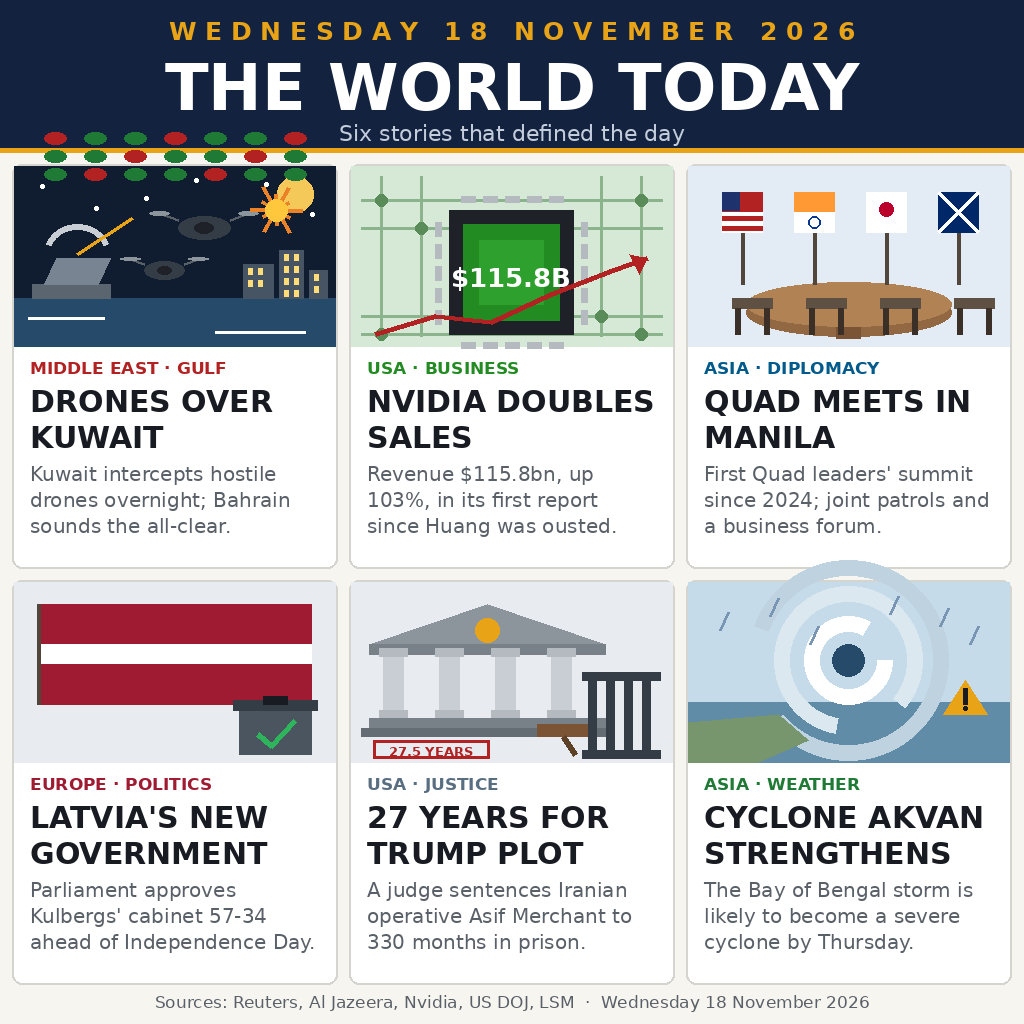 WEDNESDAY 18 NOVEMBER 2026
THE WORLD TODAY
Six stories that defined the day
$115.8B
MIDDLE EAST · GULF
DRONES OVER
KUWAIT
Kuwait intercepts hostile
drones overnight; Bahrain
sounds the all-clear.
USA · BUSINESS
NVIDIA DOUBLES
SALES
Revenue $115.8bn, up
103%, in its first report
since Huang was ousted.
ASIA · DIPLOMACY
QUAD MEETS IN
MANILA
First Quad leaders' summit
since 2024; joint patrols and
a business forum.
EUROPE · POLITICS
LATVIA'S NEW
GOVERNMENT
Parliament approves
Kulbergs' cabinet 57-34
ahead of Independence Day.
27.5 YEARS
USA · JUSTICE
27 YEARS FOR
TRUMP PLOT
A judge sentences Iranian
operative Asif Merchant to
330 months in prison.
!
ASIA · WEATHER
CYCLONE AKVAN
STRENGTHENS
The Bay of Bengal storm is
likely to become a severe
cyclone by Thursday.
Sources: Reuters, Al Jazeera, Nvidia, US DOJ, LSM · Wednesday 18 November 2026